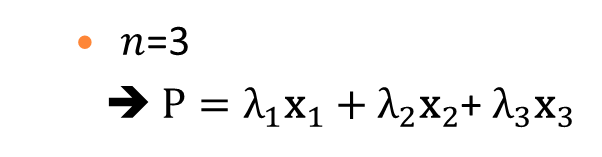 • n=3
➔ P = λ₁x₁ + λ₂x₂+ λ₃x₃